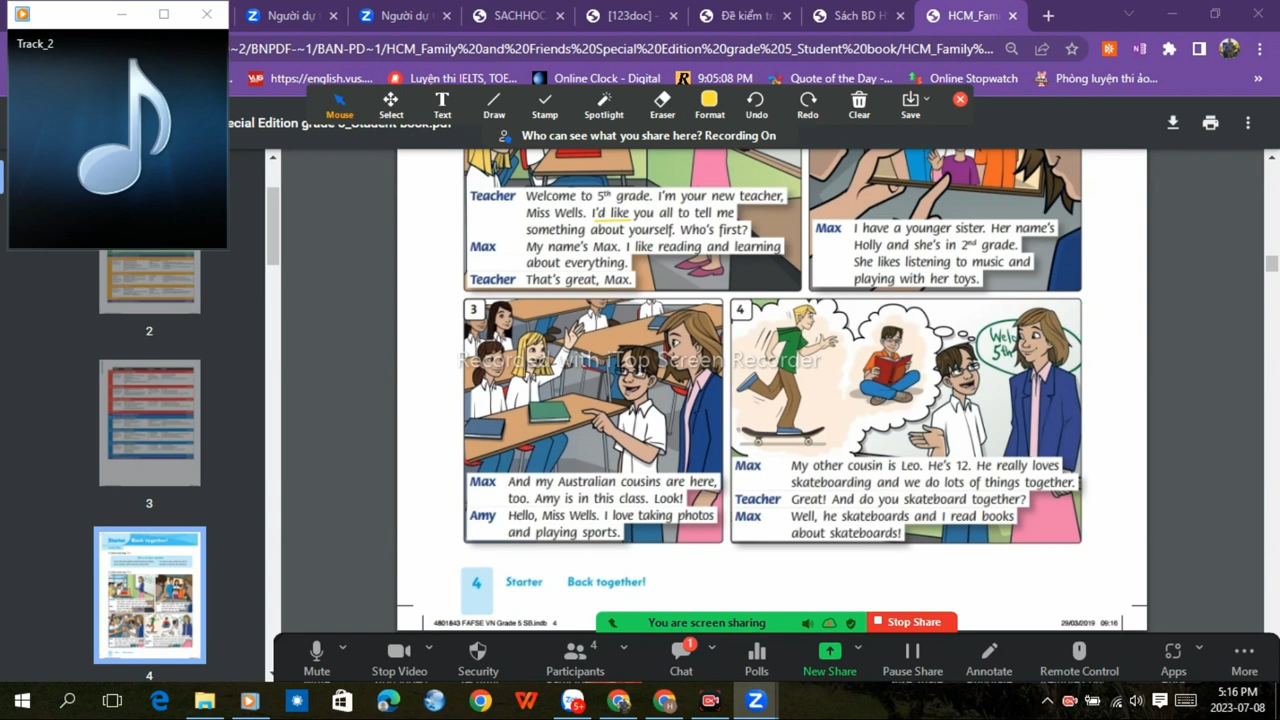 Track_2
Người dự
Người dự
SACHHOC
[123doc] -
Đề kiểm tr
Sách BD H
HCM_Fami
~2/BNPDF-~1/BAN-PD~1/HCM_Family%20and%20Friends%20Special%20Edition%20grade%205_Student%20book/HCM_Family%...
https://english.vus....
Luyện thi IELTS, TOE...
Online Clock - Digital
9:05:08 PM
Quote of the Day -...
Online Stopwatch
Phòng luyện thi ảo...
Mouse
Select
Text
Draw
Stamp
Spotlight
Eraser
Format
Undo
Redo
Clear
Save
Who can see what you share here? Recording On
Teacher Welcome to 5th grade. I'm your new teacher,
Miss Wells. I'd like you all to tell me
something about yourself. Who's first?
Max My name's Max. I like reading and learning
about everything.
Teacher That's great, Max.
Max I have a younger sister. Her name's
Holly and she's in 2nd grade.
She likes listening to music and
playing with her toys.
3
Max And my Australian cousins are here,
too. Amy is in this class. Look!
Amy Hello, Miss Wells. I love taking photos
and playing sports.
4
Max My other cousin is Leo. He's 12. He really loves
skateboarding and we do lots of things together.
Teacher Great! And do you skateboard together?
Max Well, he skateboards and I read books
about skateboards!
Recorded with iTop Screen Recorder
2
3
4
4 Starter Back together!
4801843 FAFSE VN Grade 5 SB.indb 4
29/03/2019 09:16
You are screen sharing
Stop Share
Mute
Stop Video
Security
4
Participants
1
Chat
Polls
New Share
Pause Share
Annotate
Remote Control
Apps
More
5:16 PM
2023-07-08